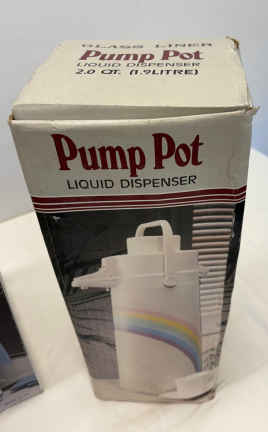 GLASS LINER
Pump Pot
LIQUID DISPENSER
2.0 QT. (1.9LITRE)
Pump Pot
LIQUID DISPENSER